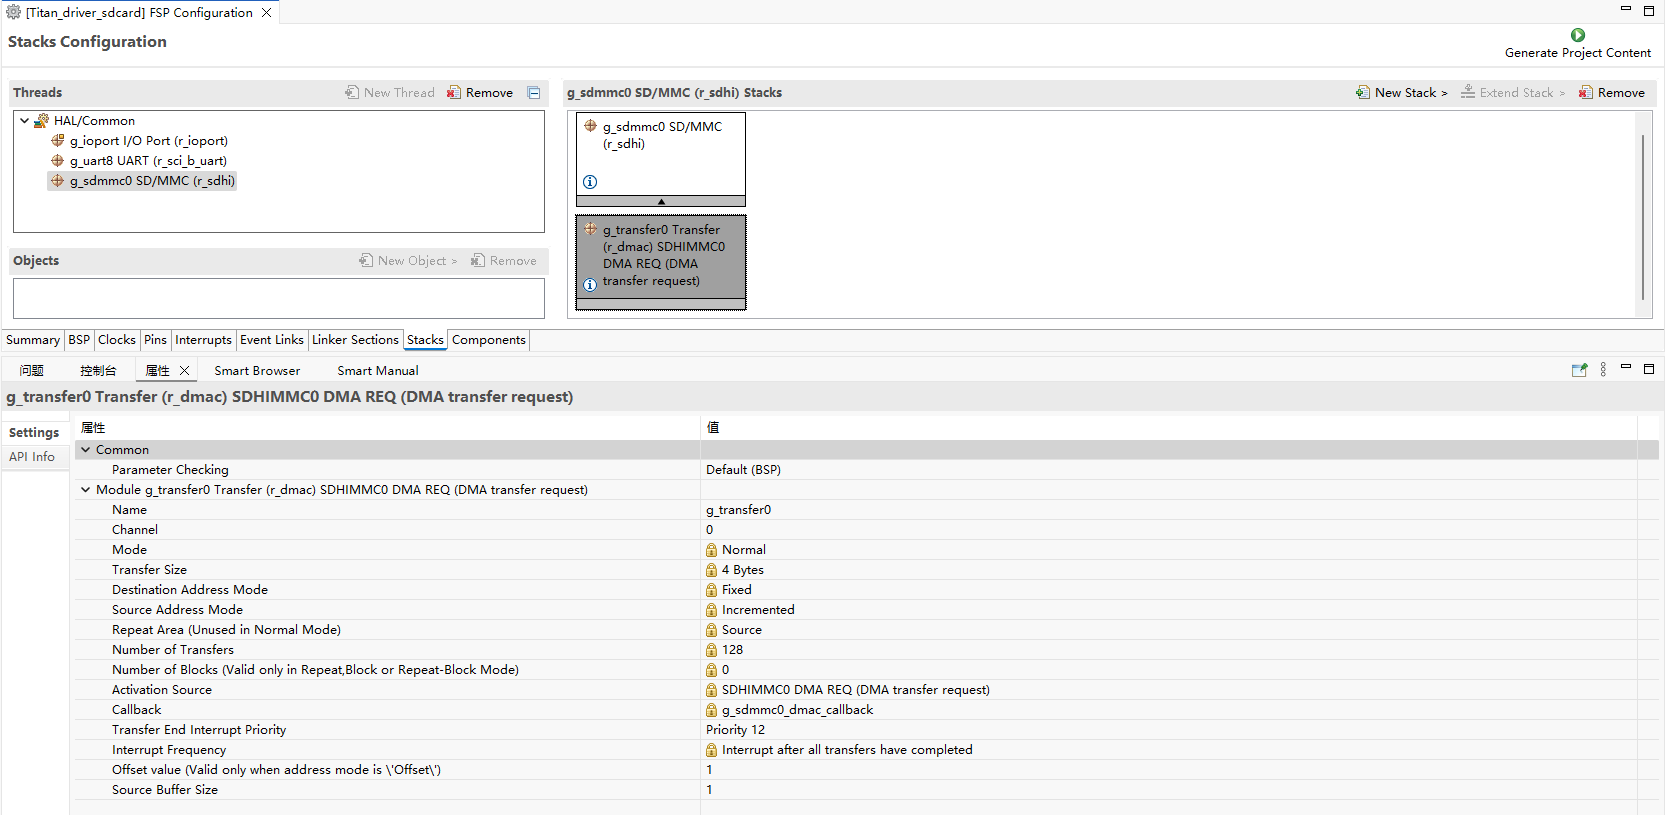 [Titan_driver_sdcard] FSP Configuration
Stacks Configuration
Generate Project Content
Threads
New Thread
Remove
HAL/Common
g_ioport I/O Port (r_ioport)
g_uart8 UART (r_sci_b_uart)
g_sdmmc0 SD/MMC (r_sdhi)
Objects
New Object >
Remove
g_sdmmc0 SD/MMC (r_sdhi) Stacks
New Stack >
Extend Stack >
Remove
g_sdmmc0 SD/MMC
(r_sdhi)
g_transfer0 Transfer
(r_dmac) SDHIMMC0
DMA REQ (DMA
transfer request)
Summary BSP Clocks Pins Interrupts Event Links Linker Sections Stacks Components
问题 控制台 属性 Smart Browser Smart Manual
g_transfer0 Transfer (r_dmac) SDHIMMC0 DMA REQ (DMA transfer request)
Settings
API Info
属性 值
Common
Parameter Checking Default (BSP)
Module g_transfer0 Transfer (r_dmac) SDHIMMC0 DMA REQ (DMA transfer request)
Name g_transfer0
Channel 0
Mode Normal
Transfer Size 4 Bytes
Destination Address Mode Fixed
Source Address Mode Incremented
Repeat Area (Unused in Normal Mode) Source
Number of Transfers 128
Number of Blocks (Valid only in Repeat,Block or Repeat-Block Mode) 0
Activation Source SDHIMMC0 DMA REQ (DMA transfer request)
Callback g_sdmmc0_dmac_callback
Transfer End Interrupt Priority Priority 12
Interrupt Frequency Interrupt after all transfers have completed
Offset value (Valid only when address mode is \'Offset\') 1
Source Buffer Size 1